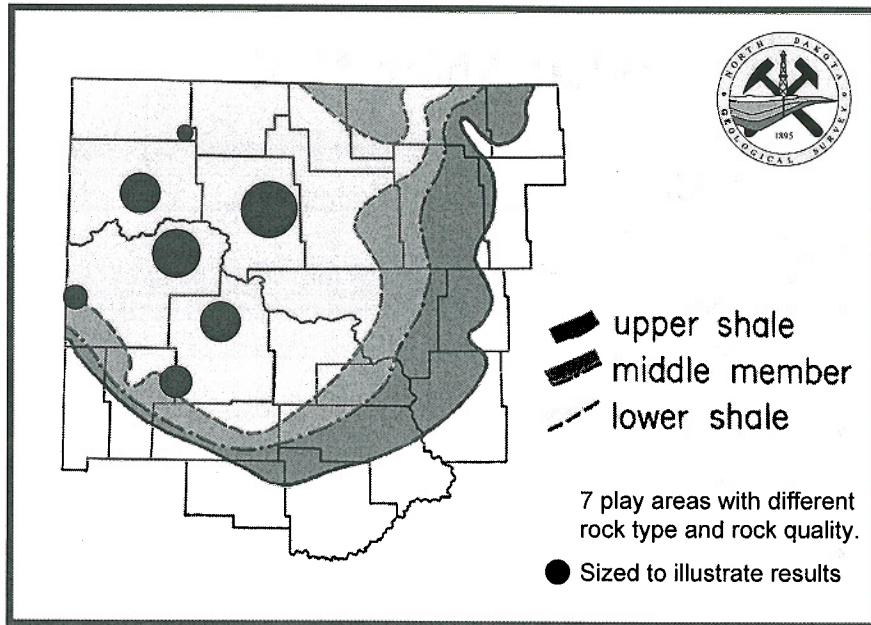 NORTH DAKOTA
GEOLOGICAL SURVEY
1895
upper shale
middle member
lower shale
7 play areas with different
rock type and rock quality.
Sized to illustrate results